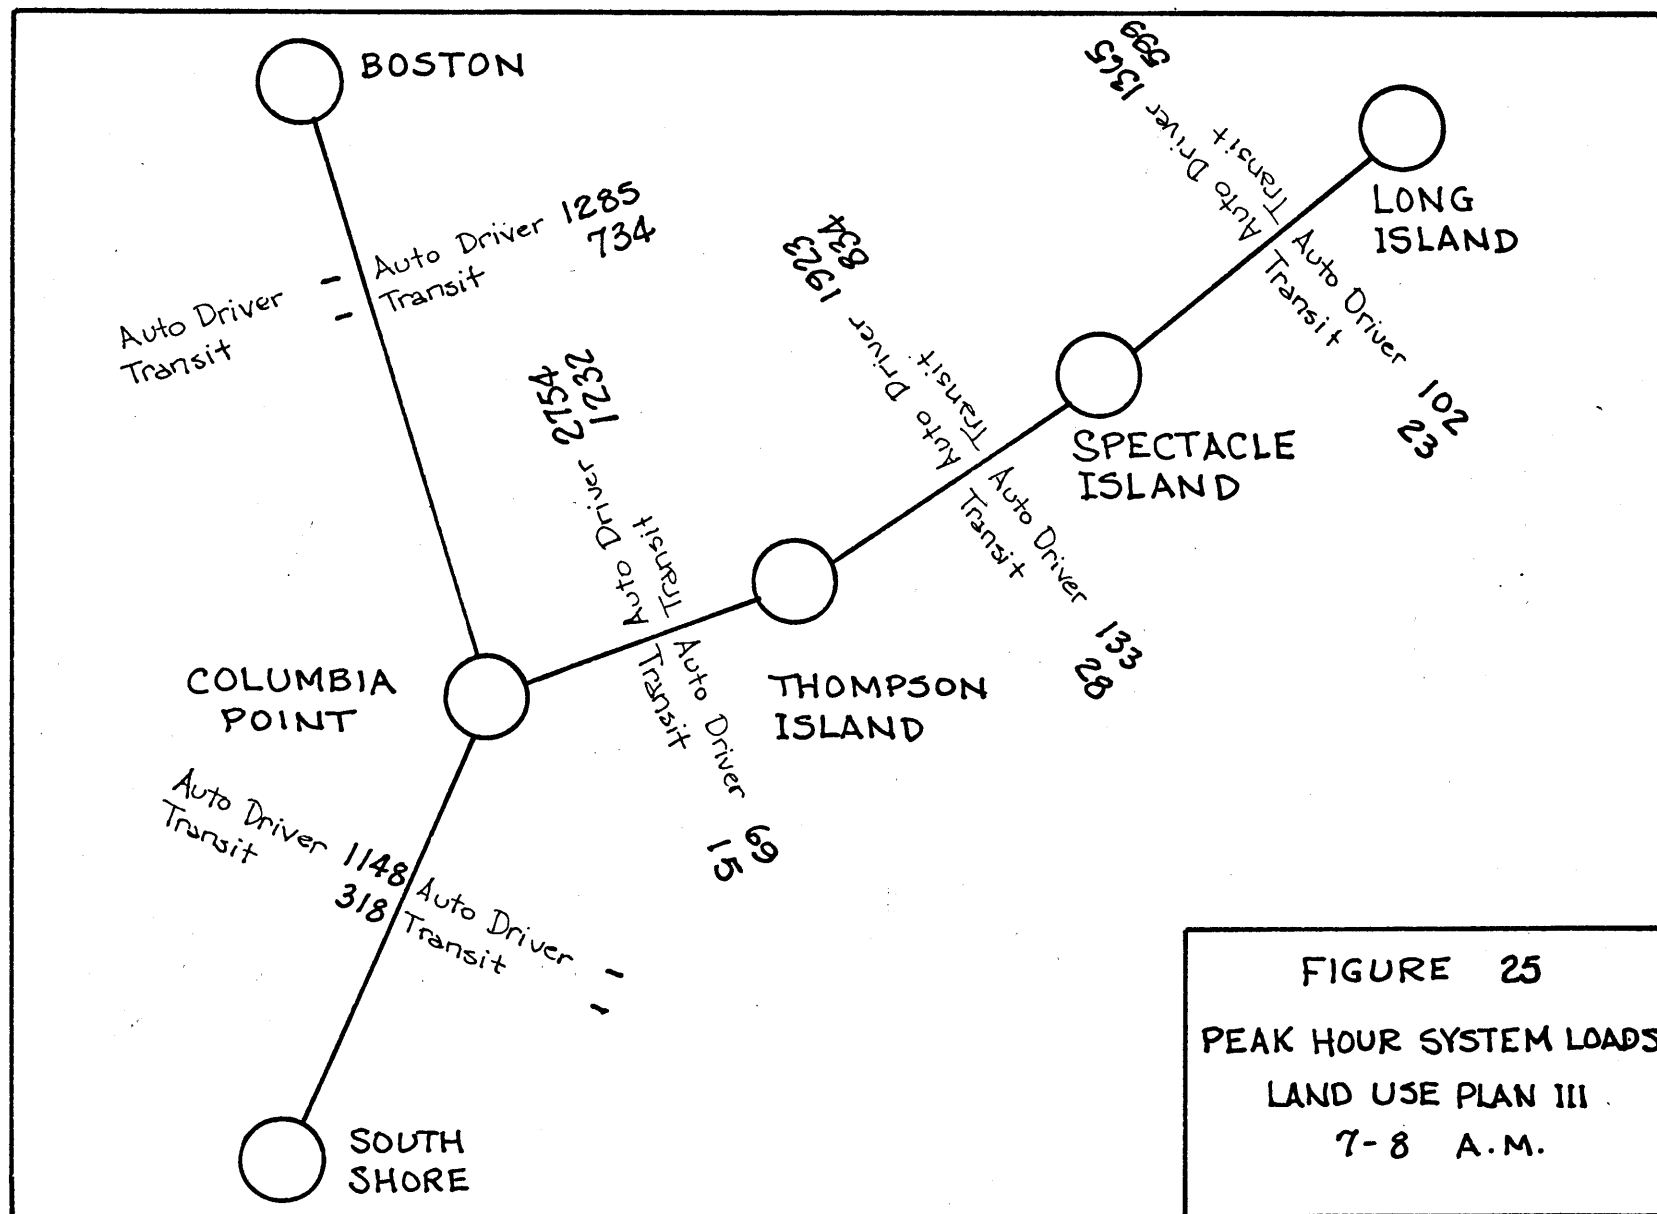 BOSTON
Auto Driver 1285
Transit 734
Auto Driver -
Transit -
Auto Driver 1365
Transit 599
LONG
ISLAND
Auto Driver 102
Transit 23
Auto Driver 1923
Transit 834
SPECTACLE
ISLAND
Auto Driver 133
Transit 28
Auto Driver 2754
Transit 1232
THOMPSON
ISLAND
Auto Driver 69
Transit 15
COLUMBIA
POINT
Auto Driver 1148
Transit 318
Auto Driver -
Transit -
SOUTH
SHORE
FIGURE 25
PEAK HOUR SYSTEM LOADS
LAND USE PLAN III
7-8 A.M.